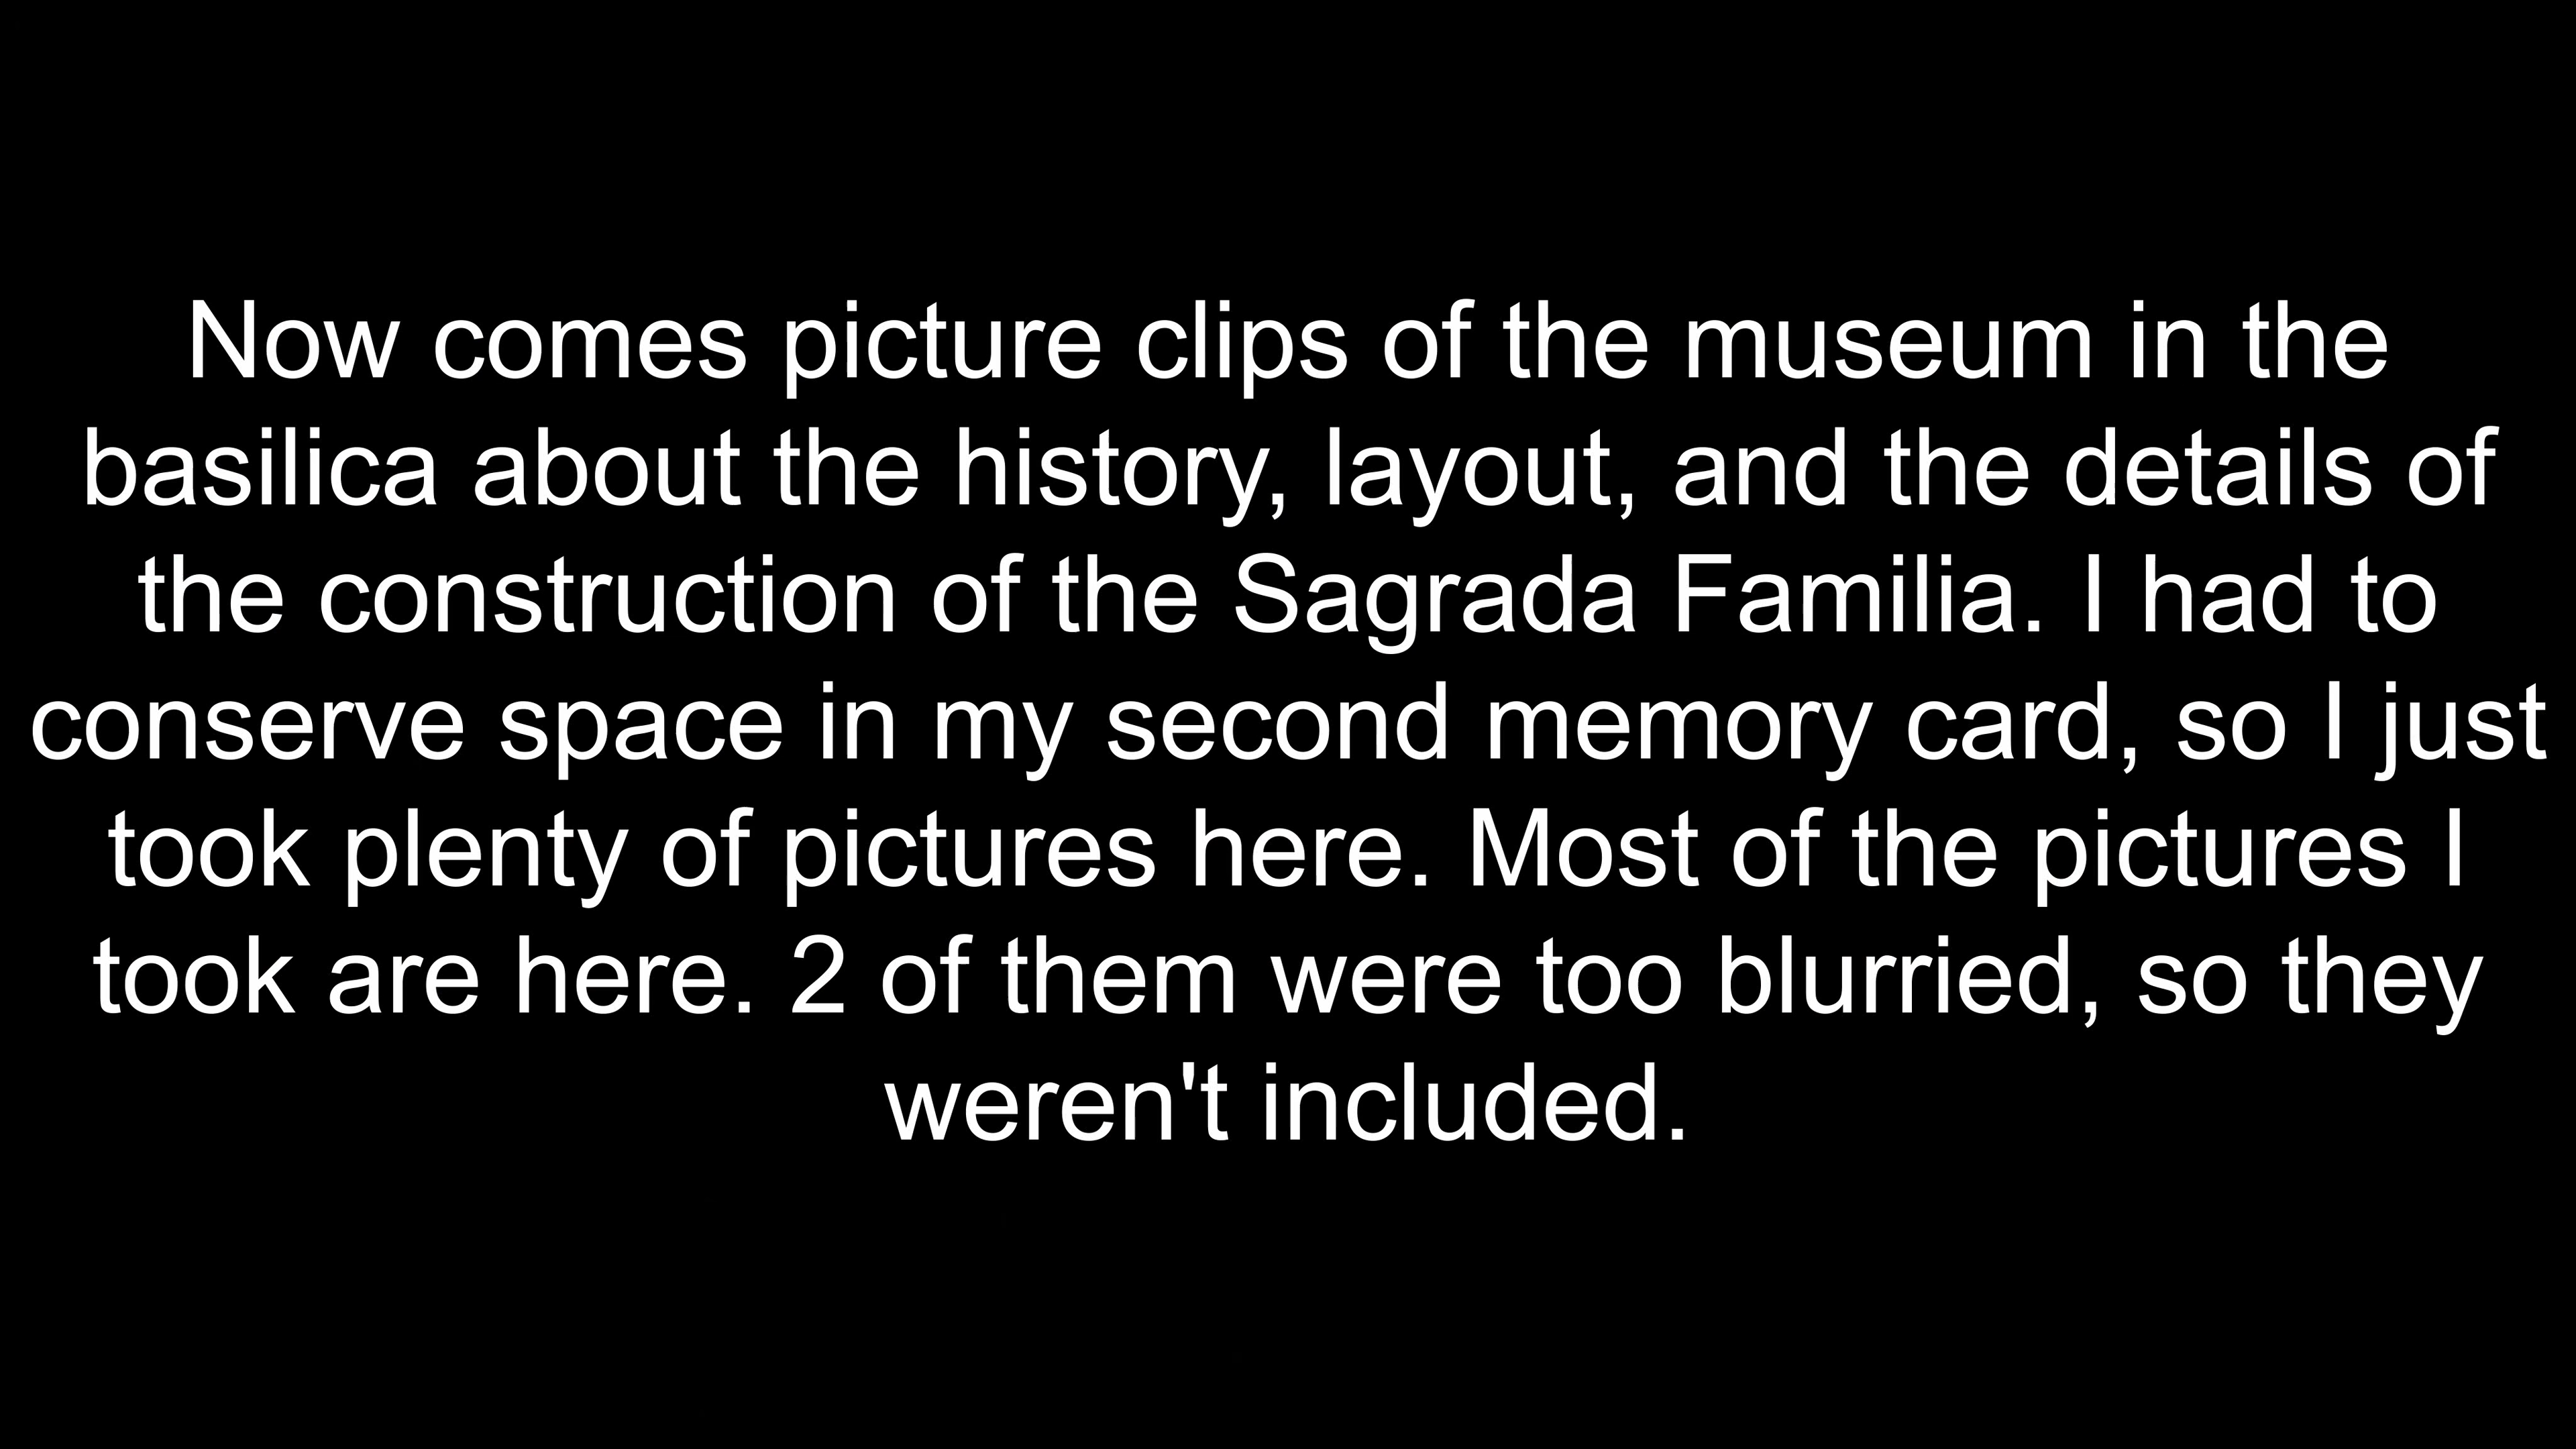 Now comes picture clips of the museum in the
basilica about the history, layout, and the details of
the construction of the Sagrada Familia. I had to
conserve space in my second memory card, so I just
took plenty of pictures here. Most of the pictures I
took are here. 2 of them were too blurried, so they
weren't included.